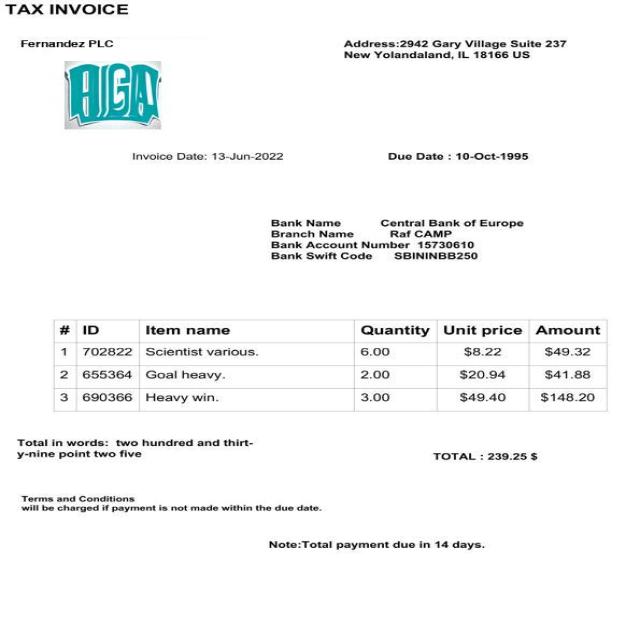 TAX INVOICE
Fernandez PLC
Address:2942 Gary Village Suite 237
New Yolandaland, IL 18166 US
Invoice Date: 13-Jun-2022 Due Date : 10-Oct-1995
Bank Name Central Bank of Europe
Branch Name Raf CAMP
Bank Account Number 15730610
Bank Swift Code SBININBB250
# ID Item name Quantity Unit price Amount
1 702822 Scientist various. 6.00 $8.22 $49.32
2 655364 Goal heavy. 2.00 $20.94 $41.88
3 690366 Heavy win. 3.00 $49.40 $148.20
Total in words: two hundred and thirt-
y-nine point two five
TOTAL : 239.25 $
Terms and Conditions
will be charged if payment is not made within the due date.
Note:Total payment due in 14 days.